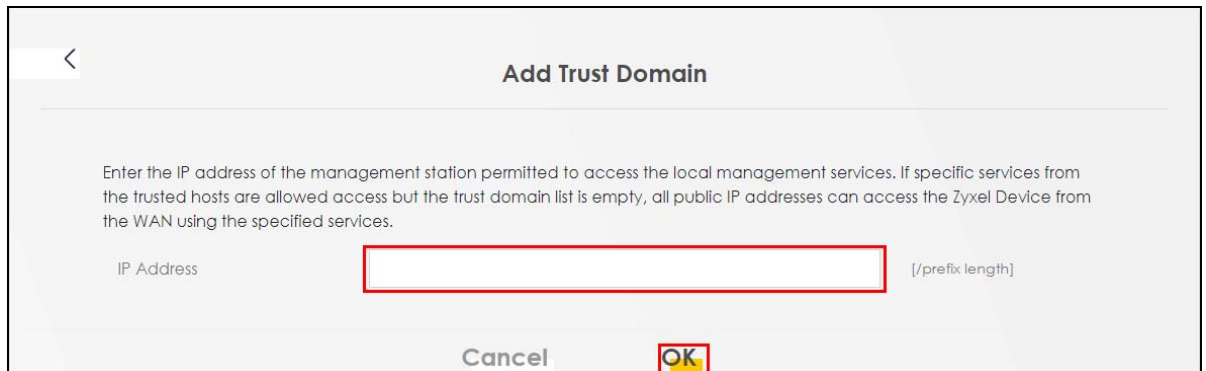 Add Trust Domain
Enter the IP address of the management station permitted to access the local management services. If specific services from
the trusted hosts are allowed access but the trust domain list is empty, all public IP addresses can access the Zyxel Device from
the WAN using the specified services.
IP Address [/prefix length]
Cancel OK